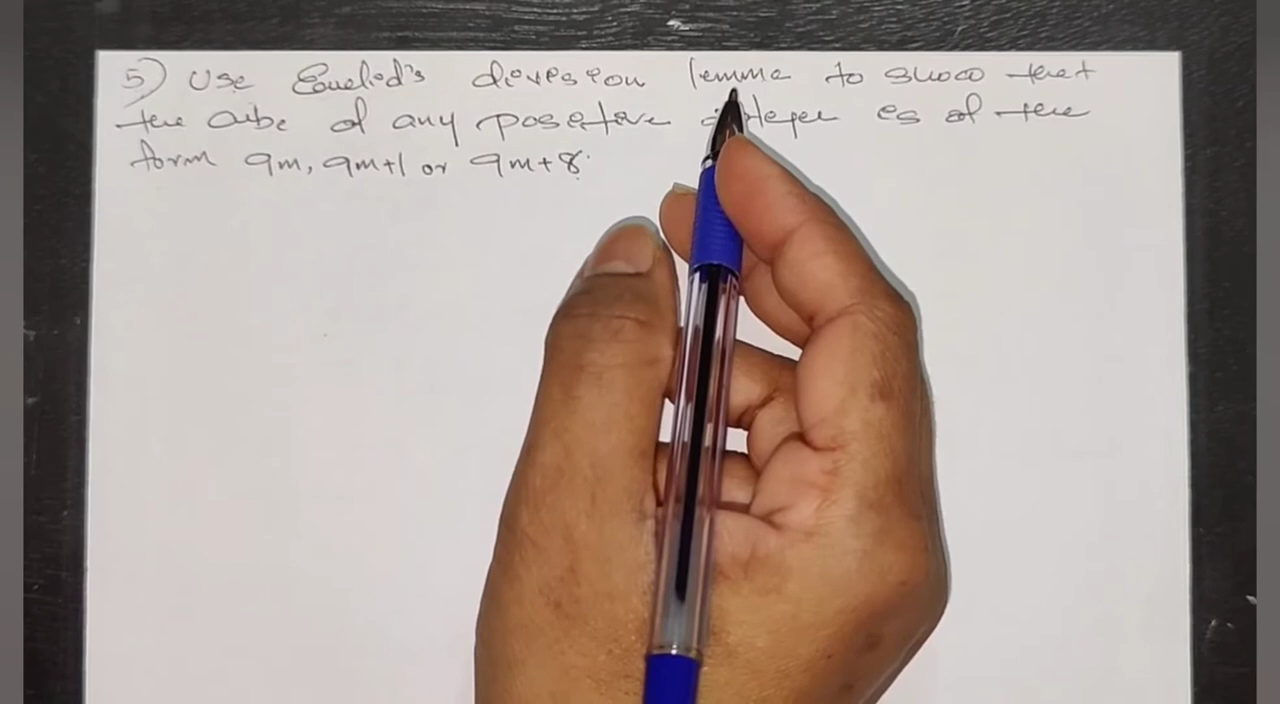 5) Use Euclid's division lemma to show that
the cube of any positive integer is of the
form 9m, 9m+1 or 9m+8.